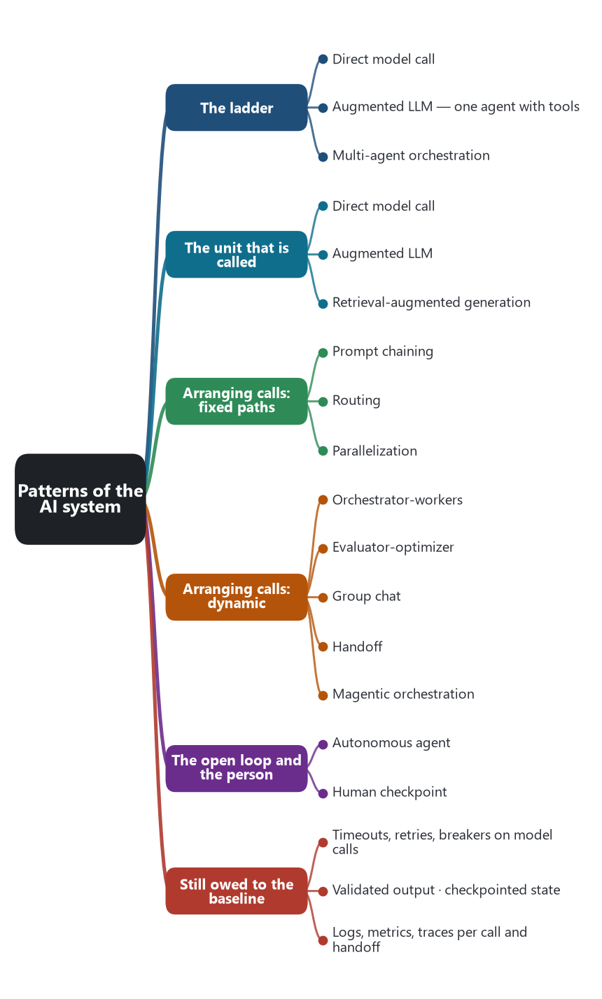 Patterns of the
AI system
The ladder
Direct model call
Augmented LLM — one agent with tools
Multi-agent orchestration
The unit that is
called
Direct model call
Augmented LLM
Retrieval-augmented generation
Arranging calls:
fixed paths
Prompt chaining
Routing
Parallelization
Arranging calls:
dynamic
Orchestrator-workers
Evaluator-optimizer
Group chat
Handoff
Magentic orchestration
The open loop and
the person
Autonomous agent
Human checkpoint
Still owed to the
baseline
Timeouts, retries, breakers on model
calls
Validated output · checkpointed state
Logs, metrics, traces per call and
handoff